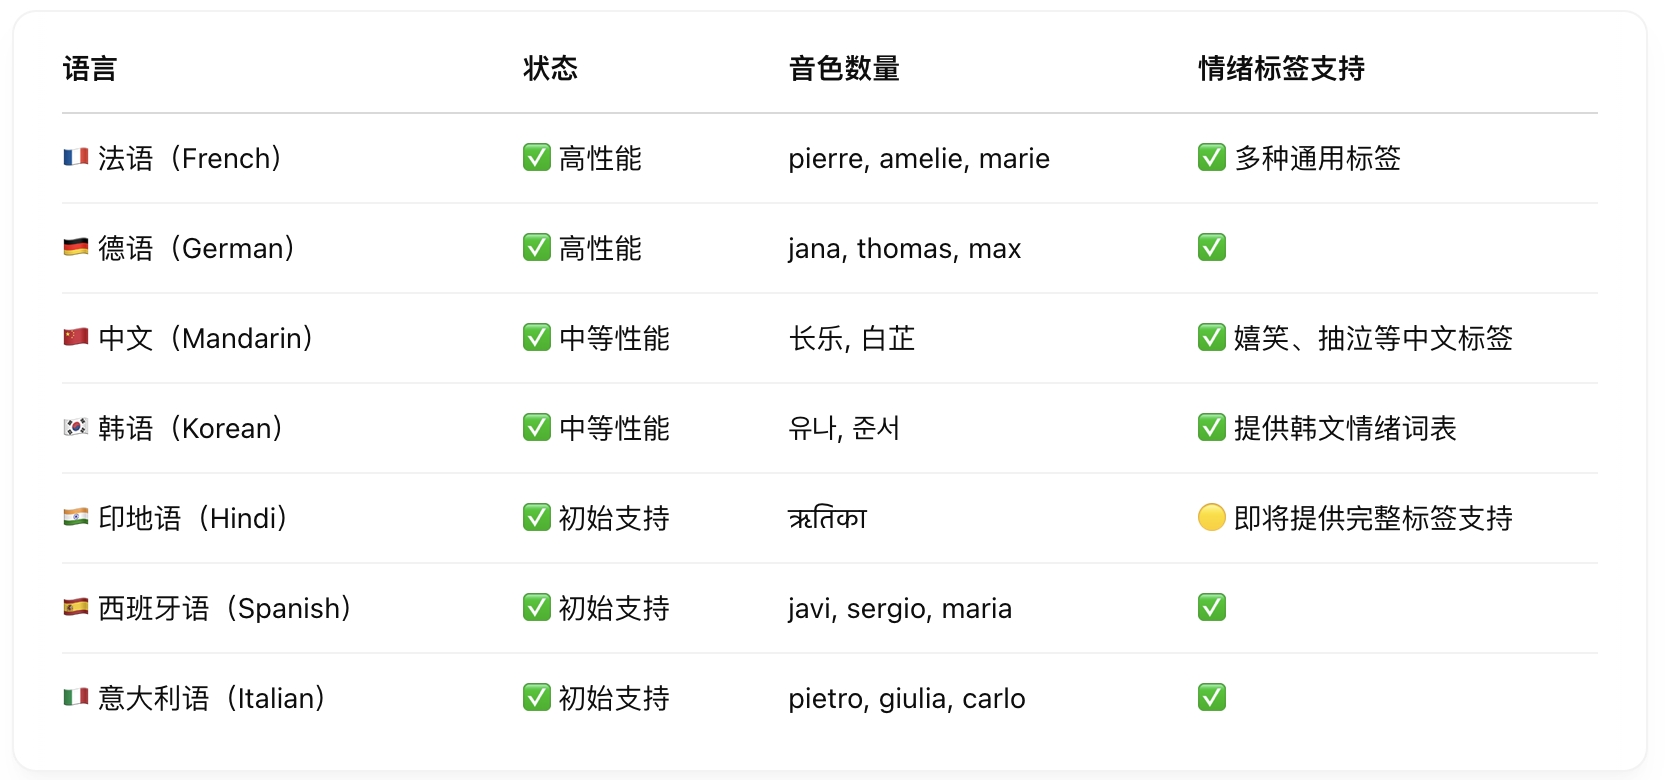 语言 状态 音色数量 情绪标签支持
🇫🇷 法语（French） ✅ 高性能 pierre, amelie, marie ✅ 多种通用标签
🇩🇪 德语（German） ✅ 高性能 jana, thomas, max ✅
🇨🇳 中文（Mandarin） ✅ 中等性能 长乐, 白芷 ✅ 嬉笑、抽泣等中文标签
🇰🇷 韩语（Korean） ✅ 中等性能 유나, 준서 ✅ 提供韩文情绪词表
🇮🇳 印地语（Hindi） ✅ 初始支持 ऋतिका 🟡 即将提供完整标签支持
🇪🇸 西班牙语（Spanish） ✅ 初始支持 javi, sergio, maria ✅
🇮🇹 意大利语（Italian） ✅ 初始支持 pietro, giulia, carlo ✅